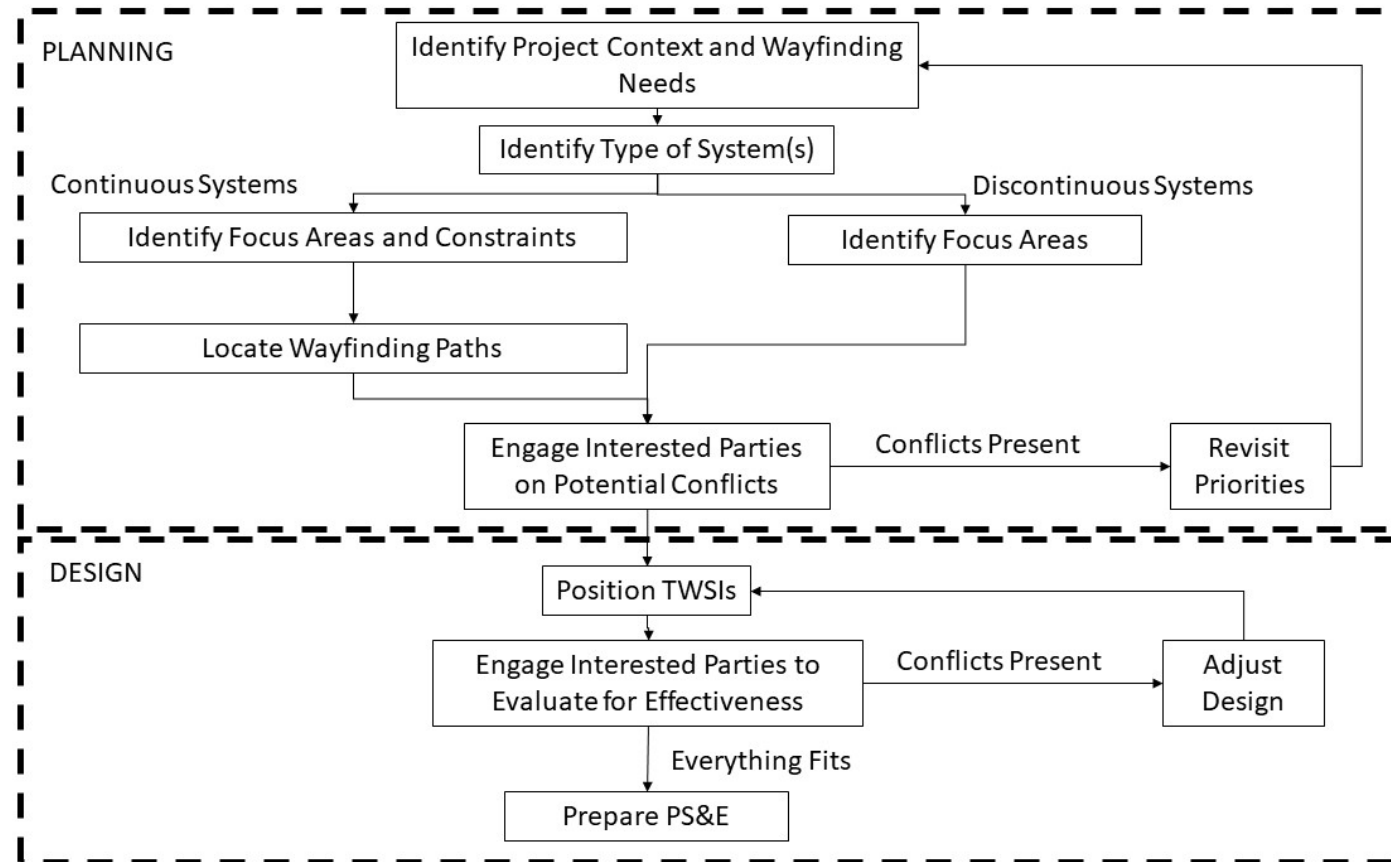 PLANNING
Identify Project Context and Wayfinding
Needs
Identify Type of System(s)
Continuous Systems
Discontinuous Systems
Identify Focus Areas and Constraints
Identify Focus Areas
Locate Wayfinding Paths
Engage Interested Parties
on Potential Conflicts
Conflicts Present
Revisit
Priorities
DESIGN
Position TWSIs
Engage Interested Parties to
Evaluate for Effectiveness
Conflicts Present
Adjust
Design
Everything Fits
Prepare PS&E